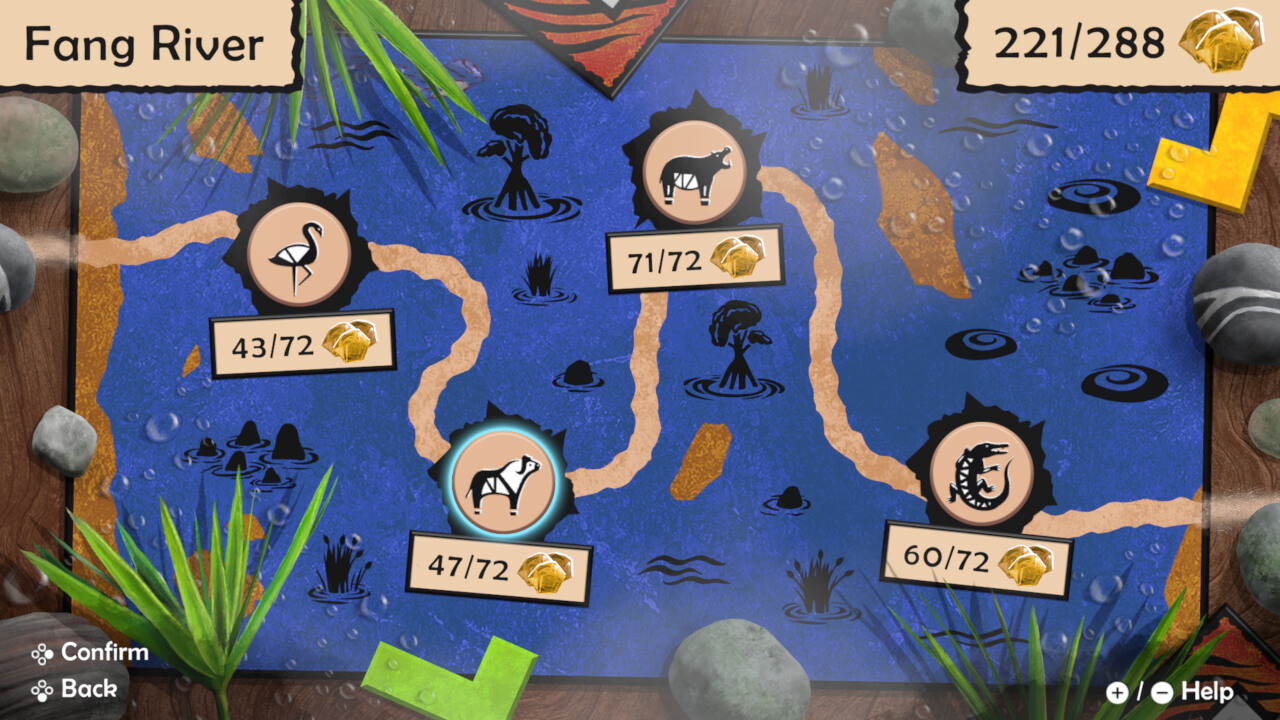 Fang River
221/288
43/72
71/72
47/72
60/72
Confirm
Back
+ / - Help